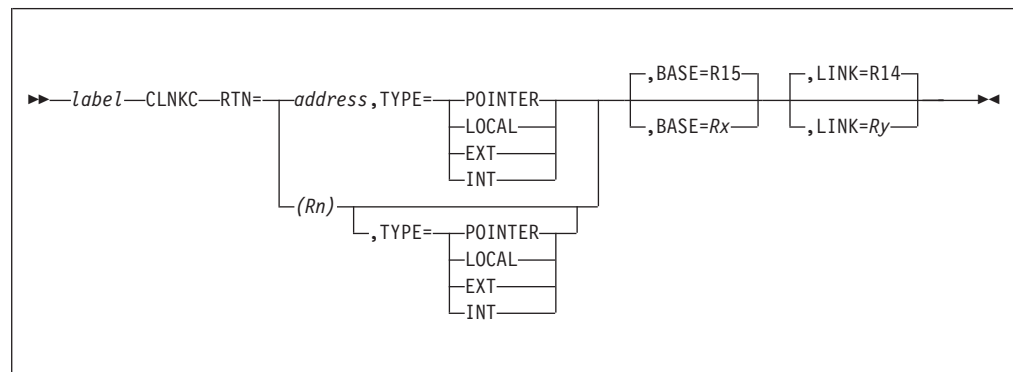 ,BASE=R15 ,LINK=R14
label CLNKC RTN= address,TYPE= POINTER
LOCAL ,BASE=Rx ,LINK=Ry
EXT
INT
(Rn)
,TYPE= POINTER
LOCAL
EXT
INT